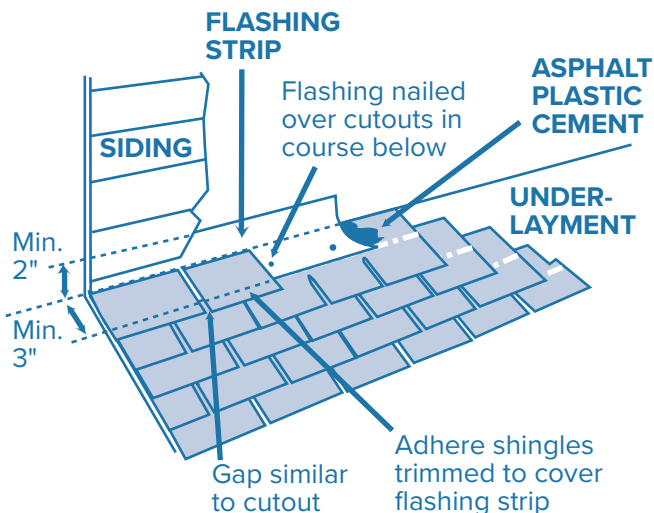 FLASHING
STRIP
Flashing nailed
over cutouts in
course below
ASPHALT
PLASTIC
CEMENT
SIDING
UNDER-
LAYMENT
Min.
2"
Min.
3"
Gap similar
to cutout
Adhere shingles
trimmed to cover
flashing strip